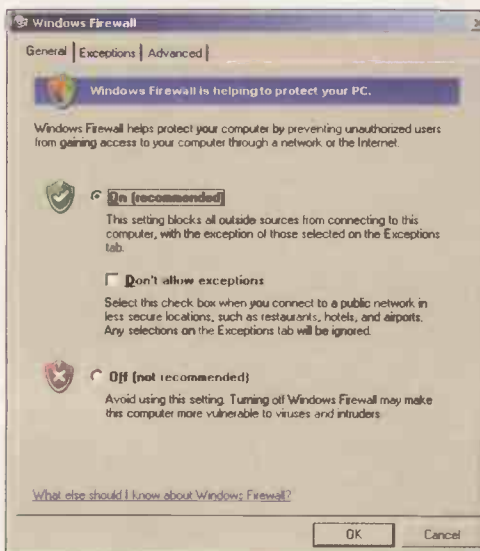 Windows Firewall
General Exceptions Advanced
Windows Firewall is helping to protect your PC.
Windows Firewall helps protect your computer by preventing unauthorized users
from gaining access to your computer through a network or the Internet.
On (recommended)
This setting blocks all outside sources from connecting to this
computer, with the exception of those selected on the Exceptions
tab.
Don't allow exceptions
Select this check box when you connect to a public network in
less secure locations, such as restaurants, hotels, and airports.
Any selections on the Exceptions tab will be ignored.
Off (not recommended)
Avoid using this setting. Turning off Windows Firewall may make
this computer more vulnerable to viruses and intruders.
What else should I know about Windows Firewall?
OK Cancel